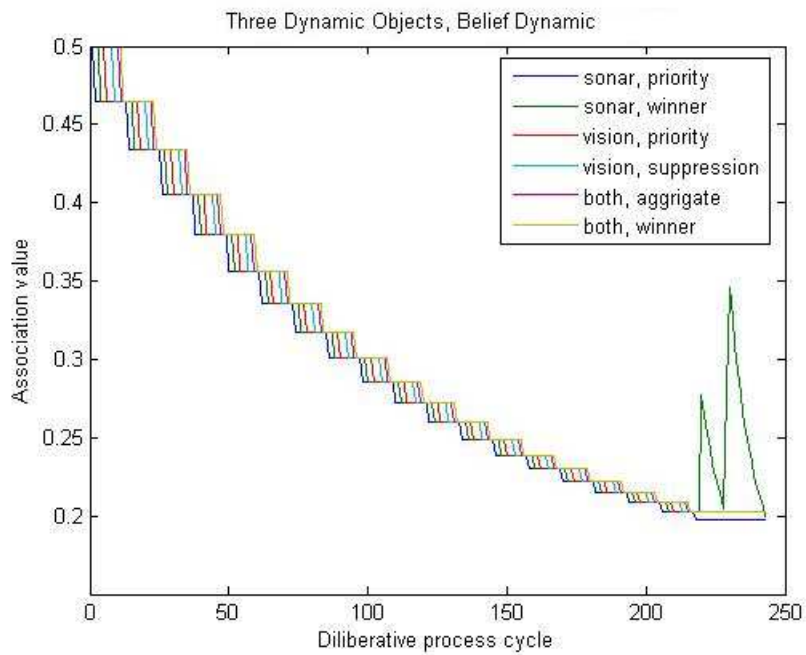 Three Dynamic Objects, Belief Dynamic
0.5
0.45
0.4
0.35
0.3
0.25
0.2
Association value
sonar, priority
sonar, winner
vision, priority
vision, suppression
both, aggrigate
both, winner
0 50 100 150 200 250
Diliberative process cycle